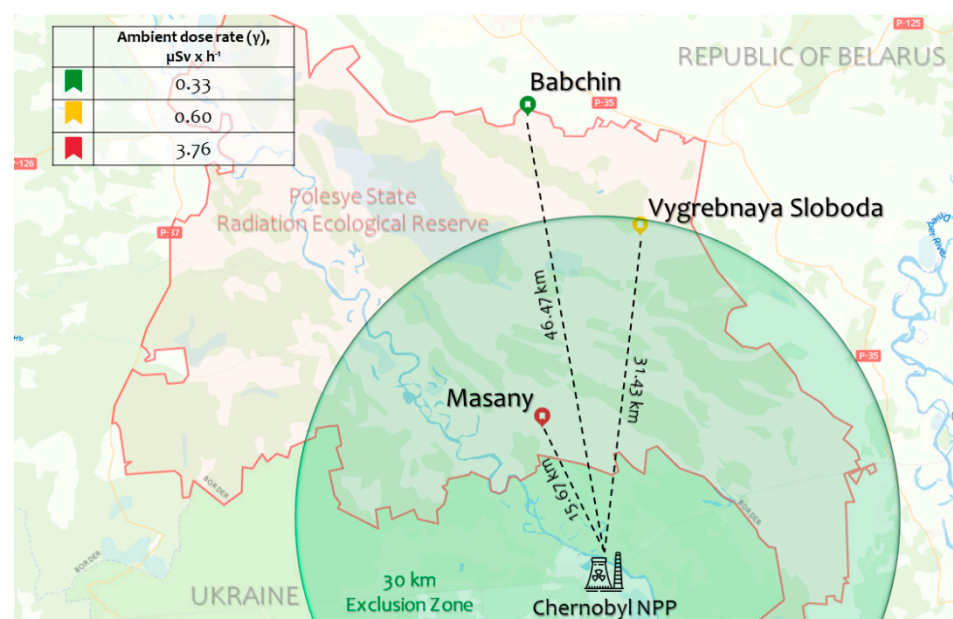 Ambient dose rate (γ),
μSv x h⁻¹
0.33
0.60
3.76
P-125
REPUBLIC OF BELARUS
Babchin
P-35
P-126
Polesye State
Radiation Ecological Reserve
Vygrebnaya Sloboda
P-37
46.47 km
31.43 km
P-35
Masany
15.67 km
BORDER
BORDER
BORDER
UKRAINE
30 km
Exclusion Zone
Chernobyl NPP